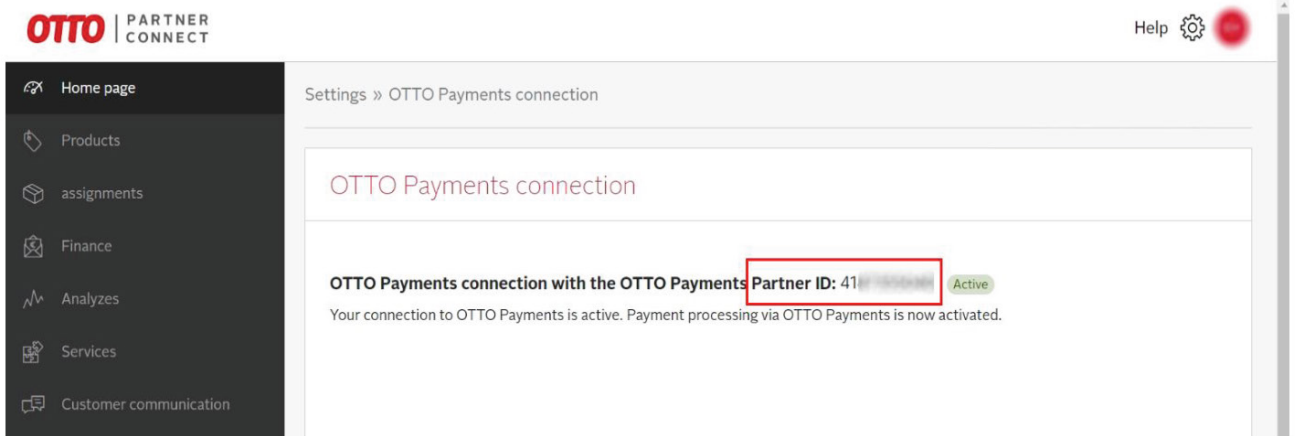 OTTO | PARTNER CONNECT
Help
Home page
Settings » OTTO Payments connection
Products
OTTO Payments connection
assignments
Finance
OTTO Payments connection with the OTTO Payments Partner ID: 41 Active
Analyzes
Your connection to OTTO Payments is active. Payment processing via OTTO Payments is now activated.
Services
Customer communication